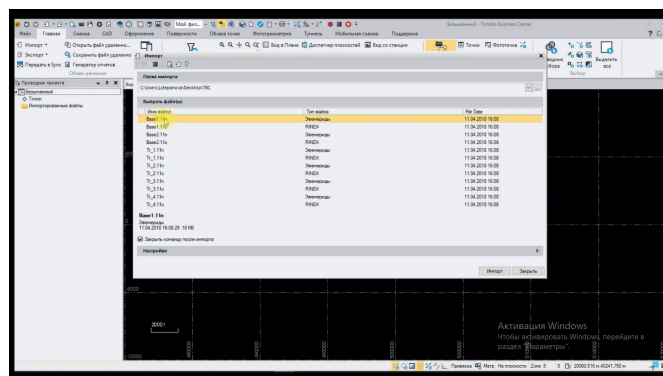 Мой фил...
Безымянный - Trimble Business Center
Файл Главная Съемка CAD Оформление Поверхности Облака точек Фотограмметрия Туннель Мобильная съемка Поддержка
Импорт
Открыть файл удаленно...
Вид в Плане
Диспетчер плоскостей
Вид со станции
Точки
Фототочка
Экспорт
Сохранить файл удаленно
Передать в Sync
Генератор отчетов
Выделить
все
Обмен данными
Выбор
Проводник проекта
Безымянный
Точки
Импортированные файлы
Импорт
Папка импорта
C:\Users\j.stepanova\Desktop\TBC
Выбрать файл(ы)
Имя файла Тип файла File Date
Base1.11n Эфемериды 11.04.2018 16:08
Base1.11o RINEX 11.04.2018 16:08
Base2.11n Эфемериды 11.04.2018 16:08
Base2.11o RINEX 11.04.2018 16:08
Tr_1.11n Эфемериды 11.04.2018 16:08
Tr_1.11o RINEX 11.04.2018 16:08
Tr_2.11n Эфемериды 11.04.2018 16:08
Tr_2.11o RINEX 11.04.2018 16:08
Tr_3.11n Эфемериды 11.04.2018 16:08
Tr_3.11o RINEX 11.04.2018 16:08
Tr_4.11n Эфемериды 11.04.2018 16:08
Tr_4.11o RINEX 11.04.2018 16:08
Base1.11n
Эфемериды
11.04.2018 16:08:29 18 KB
Закрыть команду после импорта
Настройки
Импорт Закрыть
Активация Windows
Чтобы активировать Windows, перейдите в
раздел "Параметры".
Привязка Метр На плоскости Zone 8 0